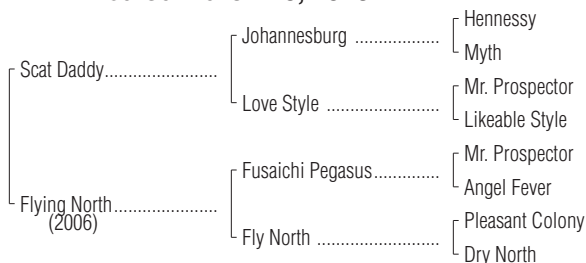 Hennessy
Johannesburg ...................
Myth
Scat Daddy.........................
Mr. Prospector
Love Style .........................
Likeable Style
Mr. Prospector
Fusaichi Pegasus...............
Angel Fever
Flying North.......................
(2006)
Pleasant Colony
Fly North ...........................
Dry North